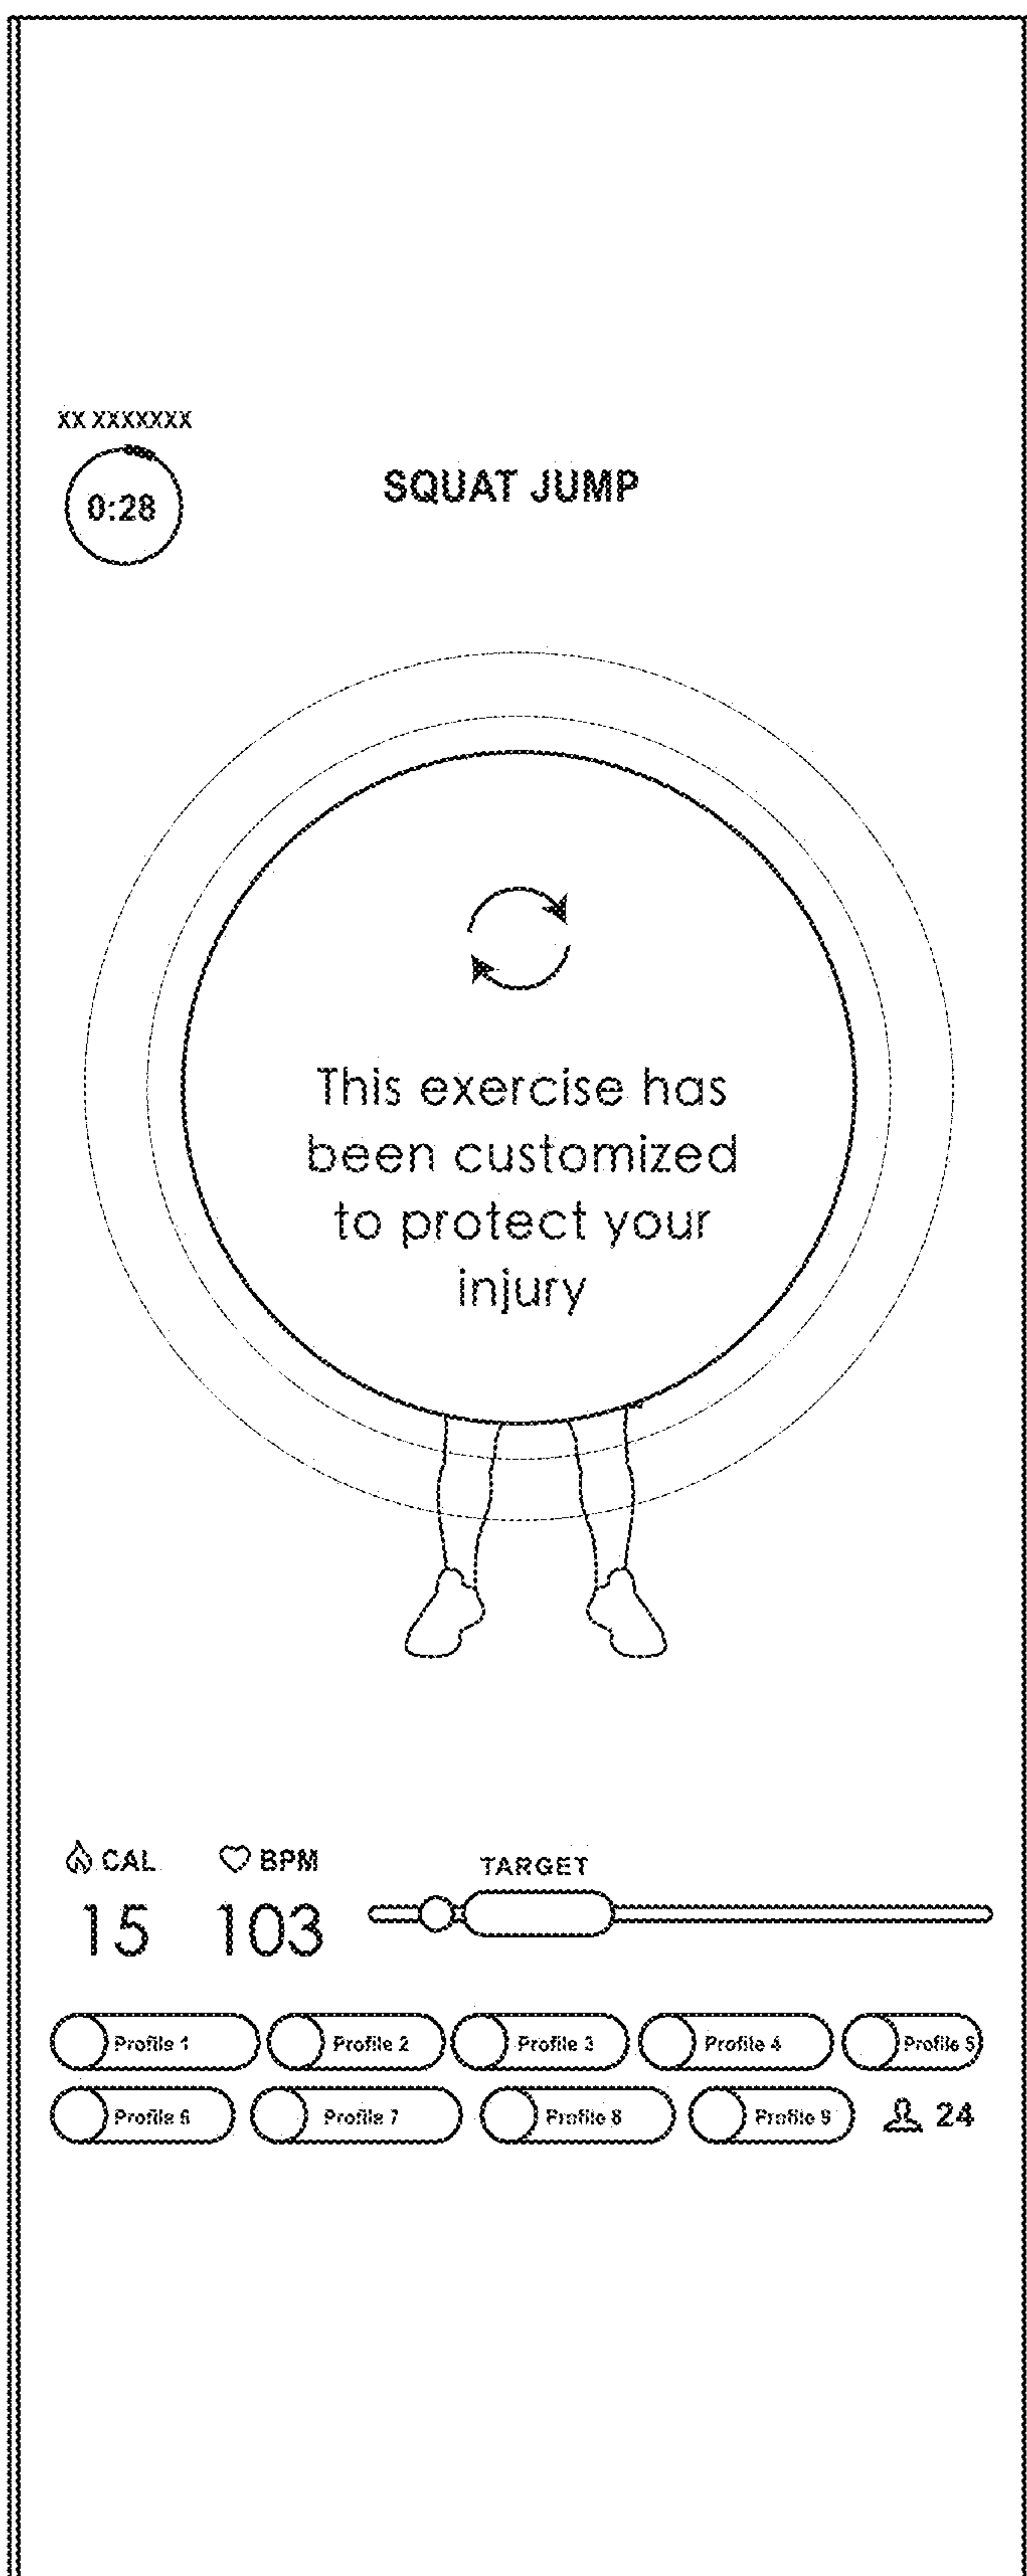 XX XXXXXXX
0:28
SQUAT JUMP
This exercise has
been customized
to protect your
injury
CAL
BPM
TARGET
15
103
Profile 1
Profile 2
Profile 3
Profile 4
Profile 5
Profile 6
Profile 7
Profile 8
Profile 9
24